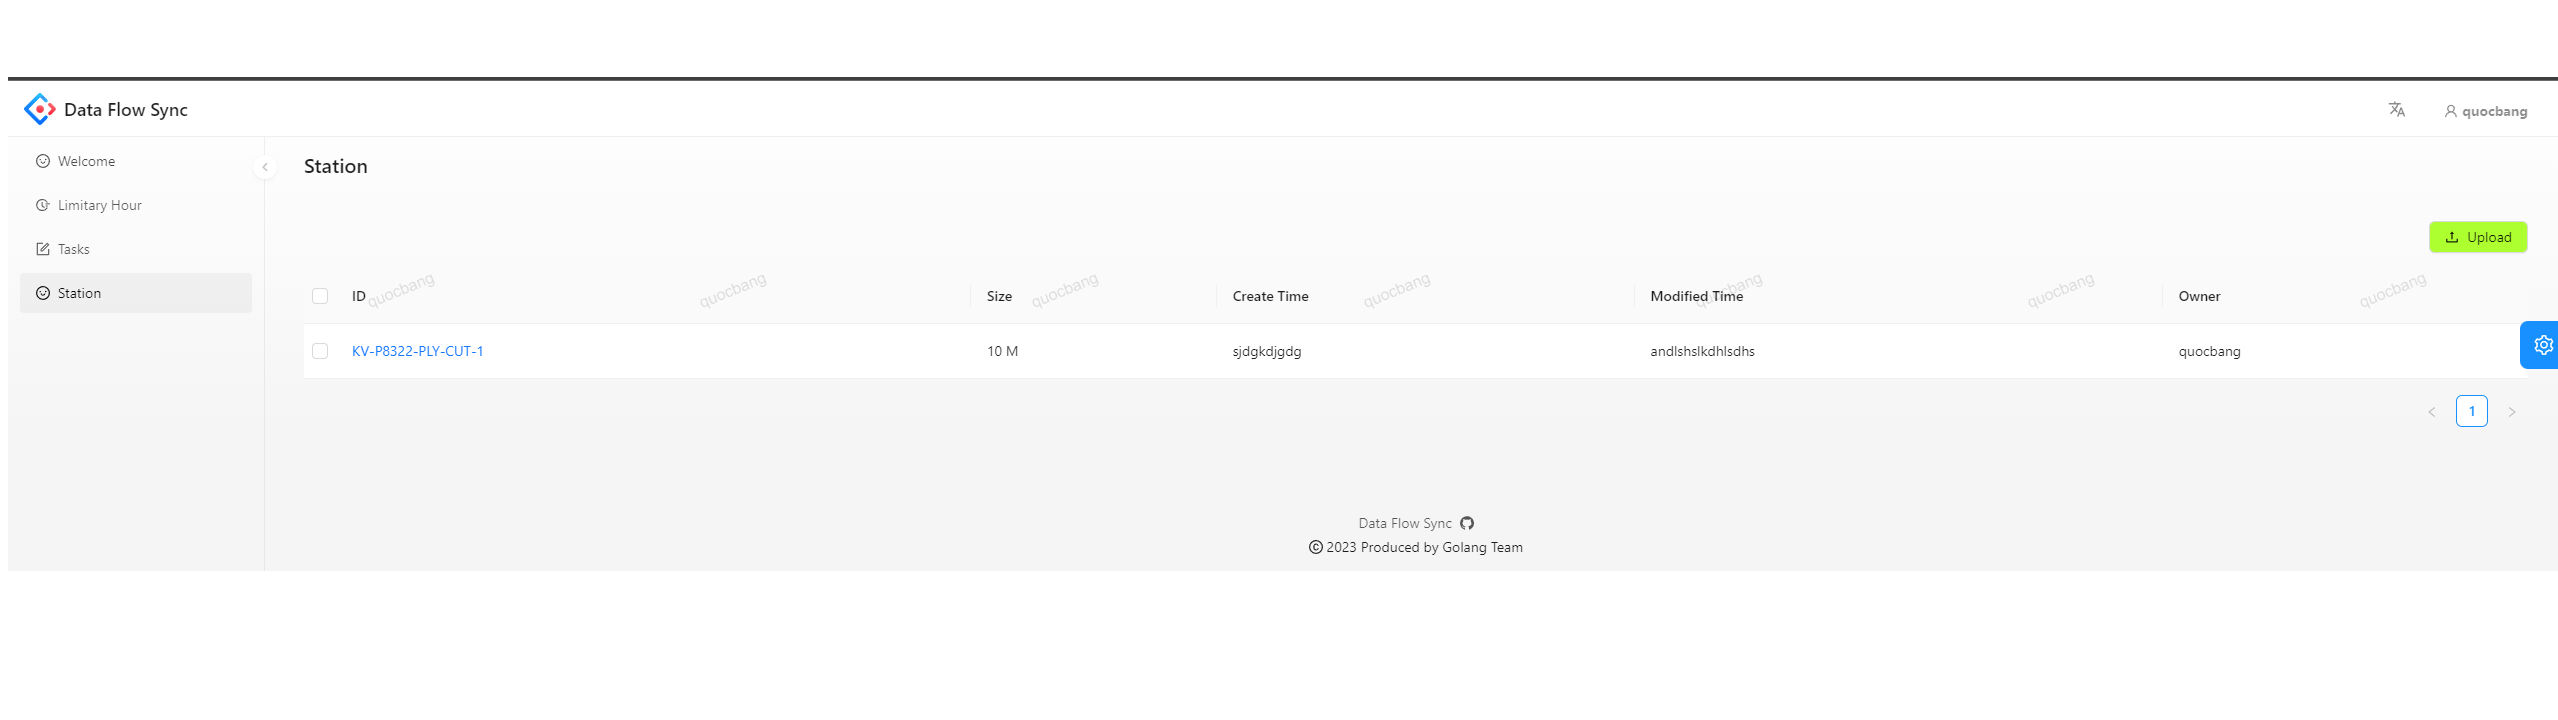 Data Flow Sync
quocbang
Welcome
Limitary Hour
Tasks
Station
Station
Upload
ID Size Create Time Modified Time Owner
quocbang quocbang quocbang quocbang quocbang quocbang quocbang
KV-P8322-PLY-CUT-1 10 M sjdgkdjgdg andlshslkdhlsdhs quocbang
1
Data Flow Sync
© 2023 Produced by Golang Team